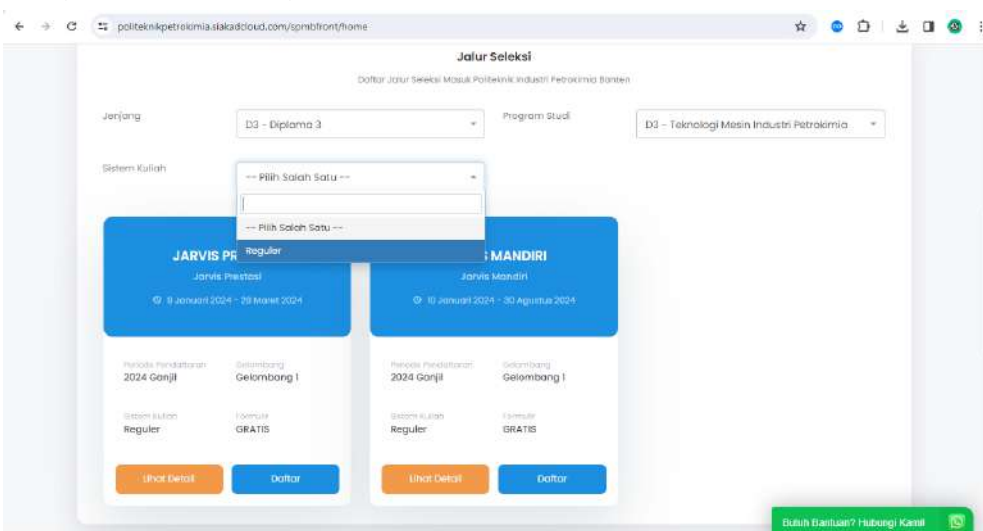 politeknikpetrokimia.siakadcloud.com/spmbfront/home
Jalur Seleksi
Daftar Jalur Seleksi Masuk Politeknik Industri Petrokimia Banten
Jenjang
D3 - Diploma 3
Program Studi
D3 - Teknologi Mesin Industri Petrokimia
Sistem Kuliah
-- Pilih Salah Satu --
-- Pilih Salah Satu --
Reguler
JARVIS PR
S MANDIRI
Jarvis Prestasi
Jarvis Mandiri
9 Januari 2024 - 29 Maret 2024
10 Januari 2024 - 30 Agustus 2024
Periode Pendaftaran
Gelombang
2024 Ganjil
Gelombang 1
Periode Pendaftaran
Gelombang
2024 Ganjil
Gelombang 1
Sistem Kuliah
Formulir
Reguler
GRATIS
Sistem Kuliah
Formulir
Reguler
GRATIS
Lihat Detail
Daftar
Lihat Detail
Daftar
Butuh Bantuan? Hubungi Kami!